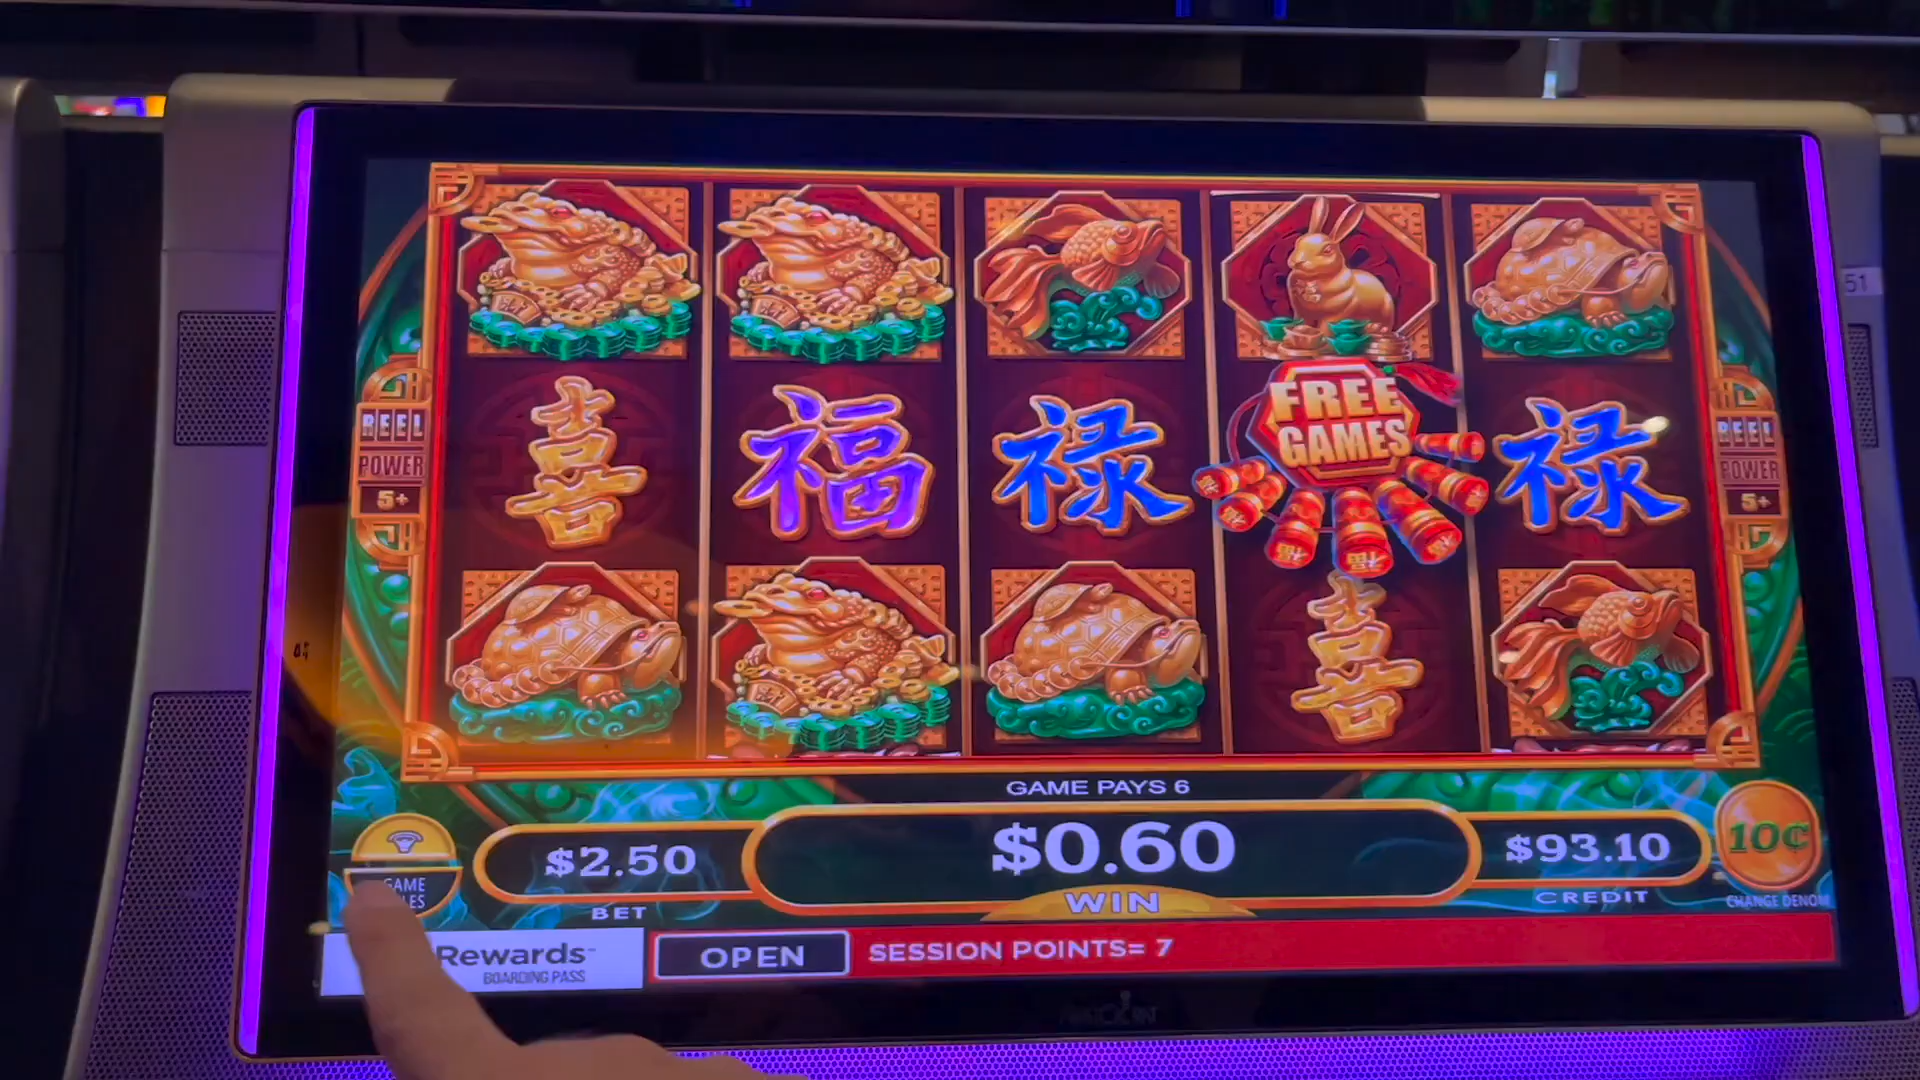 51
FREE
GAMES
REEL
POWER
5+
喜
福
禄
禄
REEL
POWER
5+
喜
GAME PAYS 6
$2.50
BET
$0.60
WIN
$93.10
CREDIT
10¢
CHANGE DENOM
GAME
Rewards
BOARDING PASS
OPEN
SESSION POINTS= 7